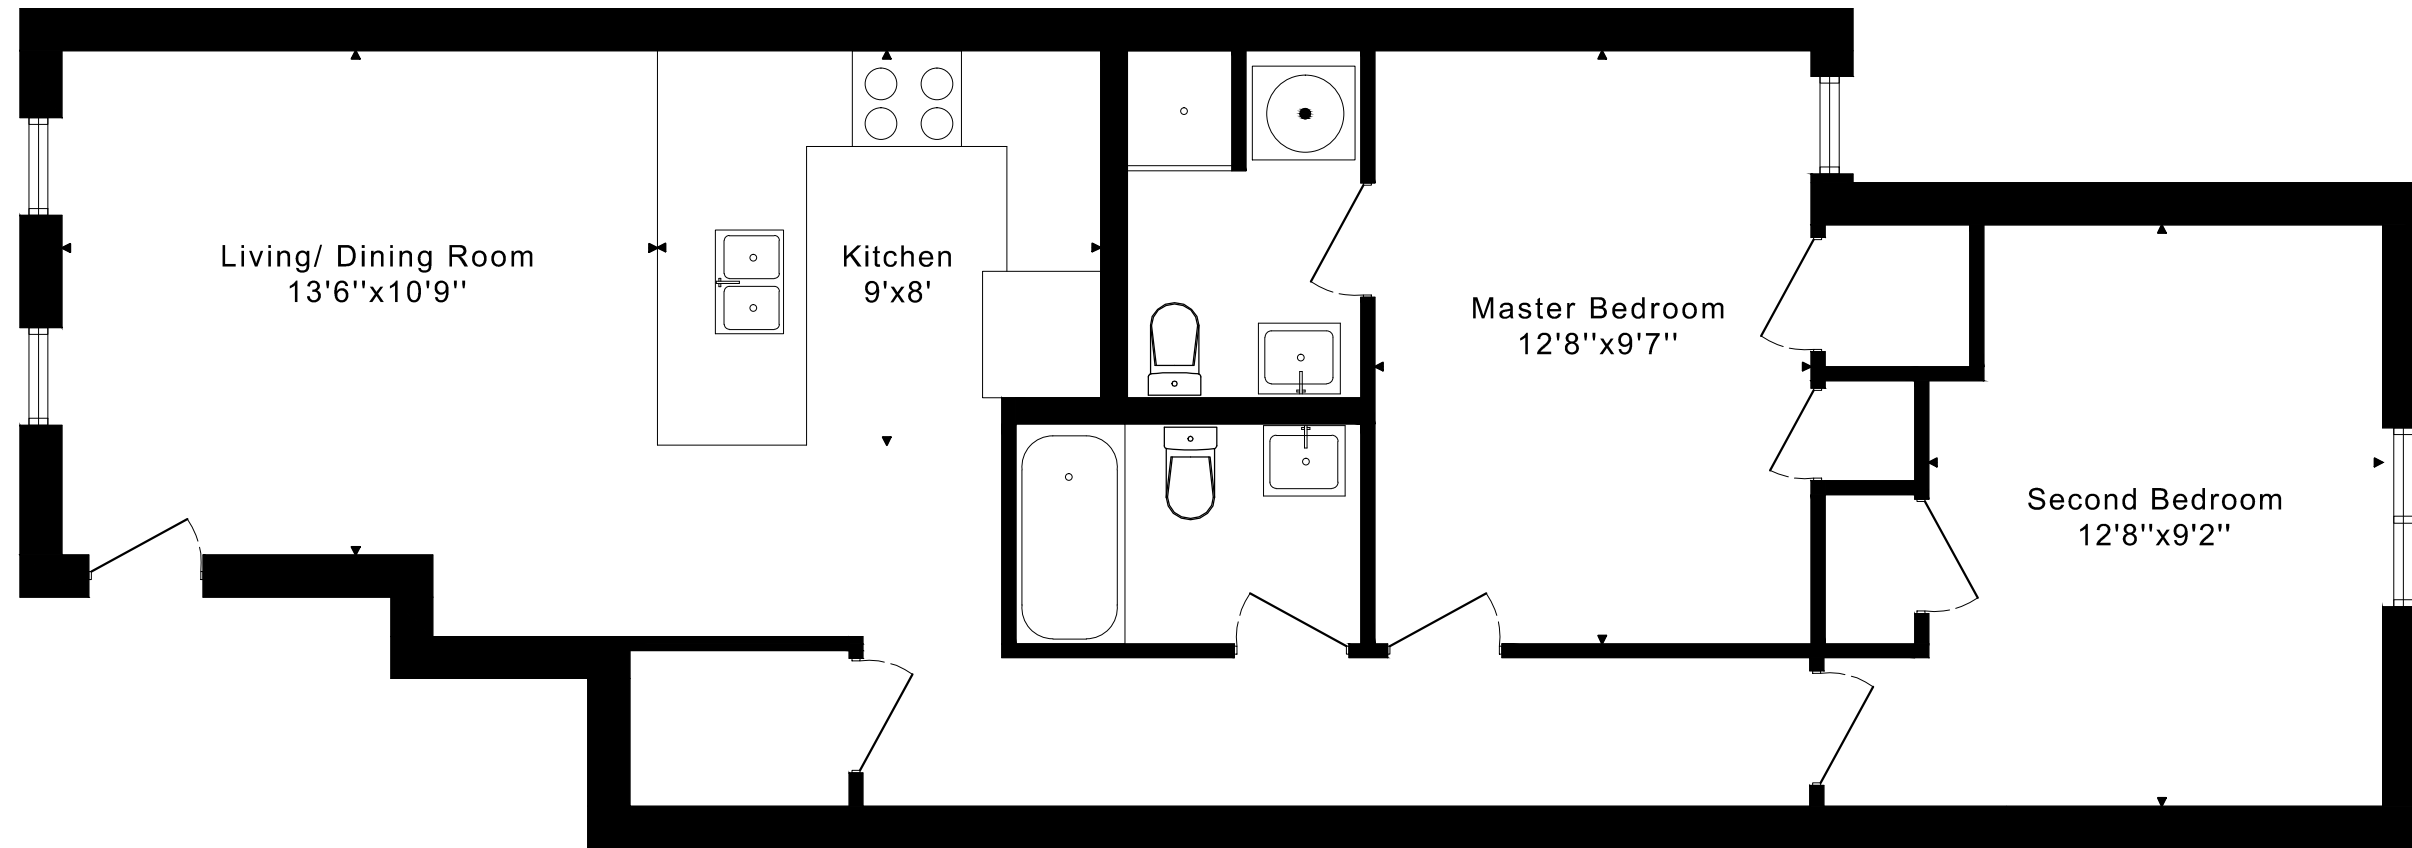 Living/ Dining Room
13'6''x10'9''
Kitchen
9'x8'
Master Bedroom
12'8''x9'7''
Second Bedroom
12'8''x9'2''